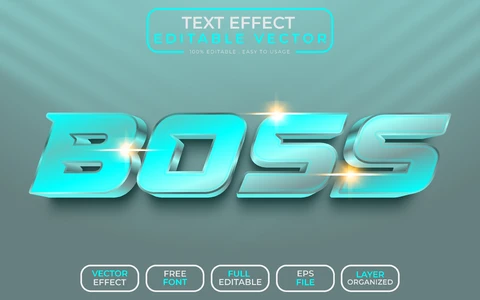 TEXT EFFECT
EDITABLE VECTOR
100% EDITABLE - EASY TO USAGE
BOSS
VECTOR EFFECT
FREE FONT
FULL EDITABLE
EPS FILE
LAYER ORGANIZED